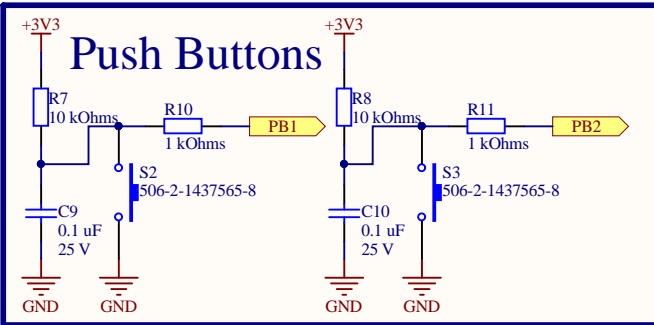 +3V3
+3V3
Push Buttons
R7
10 kOhms
R10
1 kOhms
PB1
R8
10 kOhms
R11
1 kOhms
PB2
S2
506-2-1437565-8
S3
506-2-1437565-8
C9
0.1 uF
25 V
C10
0.1 uF
25 V
GND
GND
GND
GND